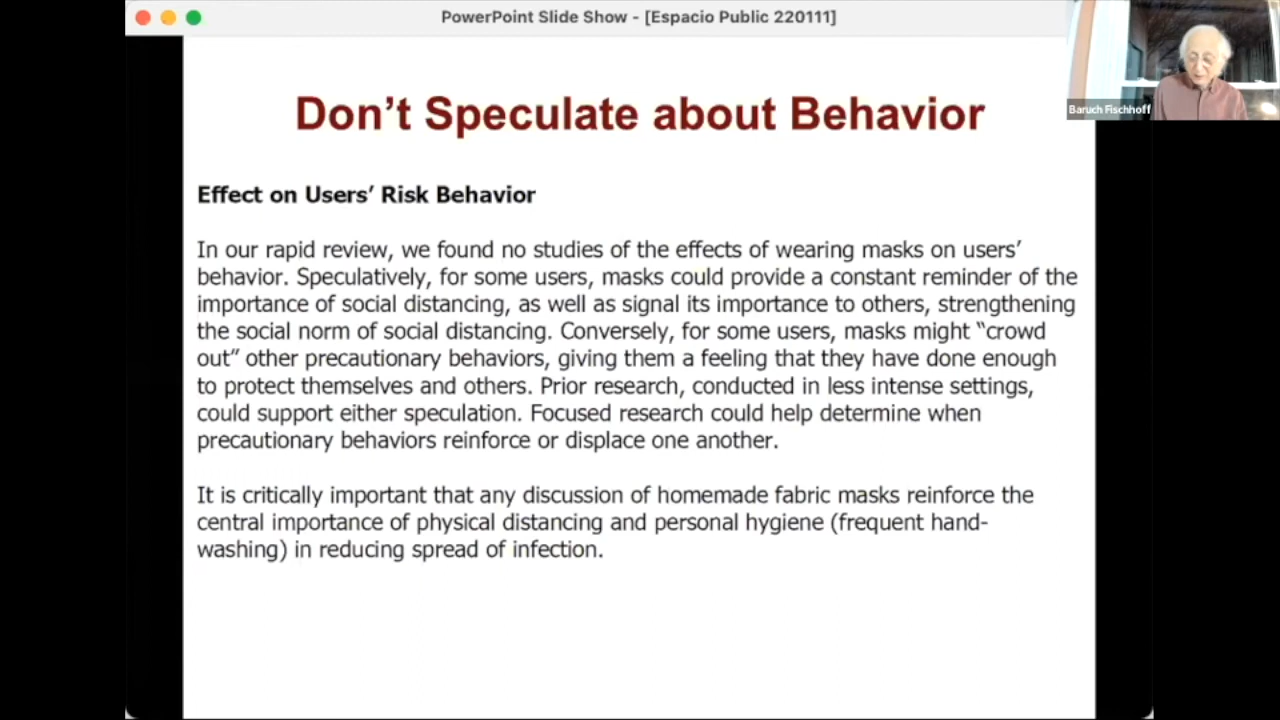 PowerPoint Slide Show - [Espacio Public 220111]
Baruch Fischhoff
Don’t Speculate about Behavior
Effect on Users’ Risk Behavior
In our rapid review, we found no studies of the effects of wearing masks on users’
behavior. Speculatively, for some users, masks could provide a constant reminder of the
importance of social distancing, as well as signal its importance to others, strengthening
the social norm of social distancing. Conversely, for some users, masks might “crowd
out” other precautionary behaviors, giving them a feeling that they have done enough
to protect themselves and others. Prior research, conducted in less intense settings,
could support either speculation. Focused research could help determine when
precautionary behaviors reinforce or displace one another.
It is critically important that any discussion of homemade fabric masks reinforce the
central importance of physical distancing and personal hygiene (frequent hand-
washing) in reducing spread of infection.